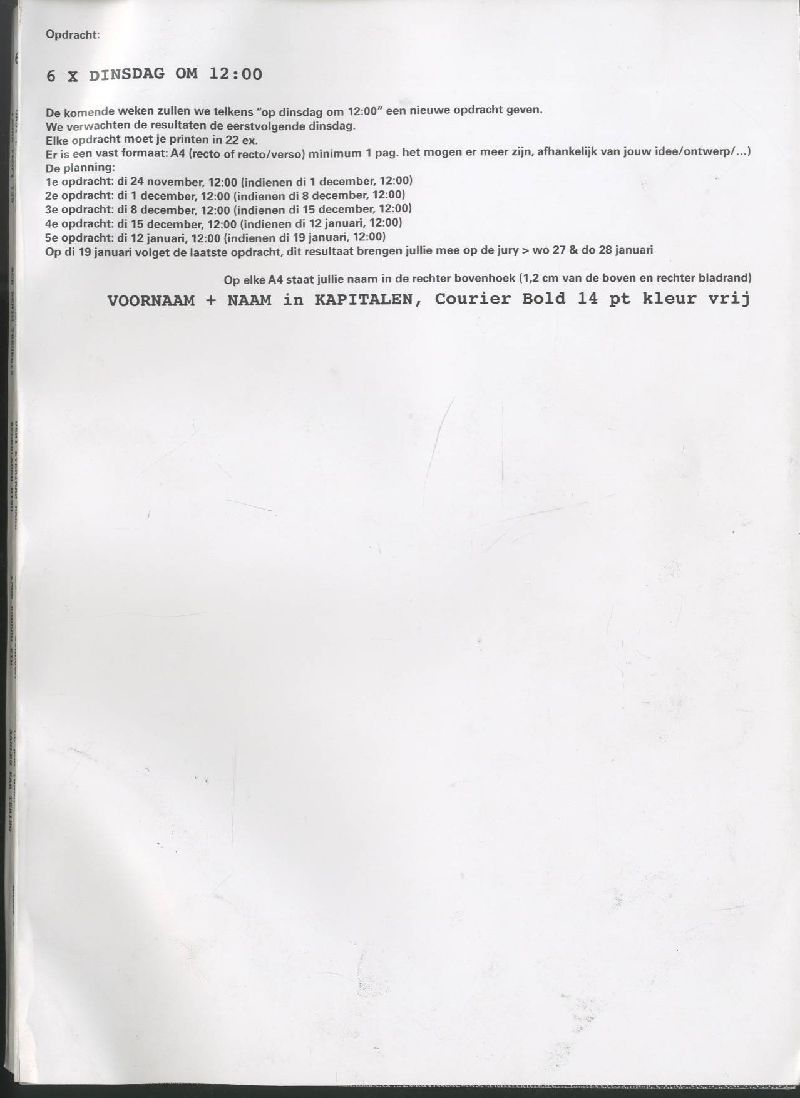 Opdracht:
6 X DINSDAG OM 12:00
De komende weken zullen we telkens "op dinsdag om 12:00" een nieuwe opdracht geven.
We verwachten de resultaten de eerstvolgende dinsdag.
Elke opdracht moet je printen in 22 ex.
Er is een vast formaat: A4 (recto of recto/verso) minimum 1 pag. het mogen er meer zijn, afhankelijk van jouw idee/ontwerp/...)
De planning:
1e opdracht: di 24 november, 12:00 (indienen di 1 december, 12:00)
2e opdracht: di 1 december, 12:00 (indienen di 8 december, 12:00)
3e opdracht: di 8 december, 12:00 (indienen di 15 december, 12:00)
4e opdracht: di 15 december, 12:00 (indienen di 12 januari, 12:00)
5e opdracht: di 12 januari, 12:00 (indienen di 19 januari, 12:00)
Op di 19 januari volget de laatste opdracht, dit resultaat brengen jullie mee op de jury > wo 27 & do 28 januari
Op elke A4 staat jullie naam in de rechter bovenhoek (1,2 cm van de boven en rechter bladrand)
VOORNAAM + NAAM in KAPITALEN, Courier Bold 14 pt kleur vrij